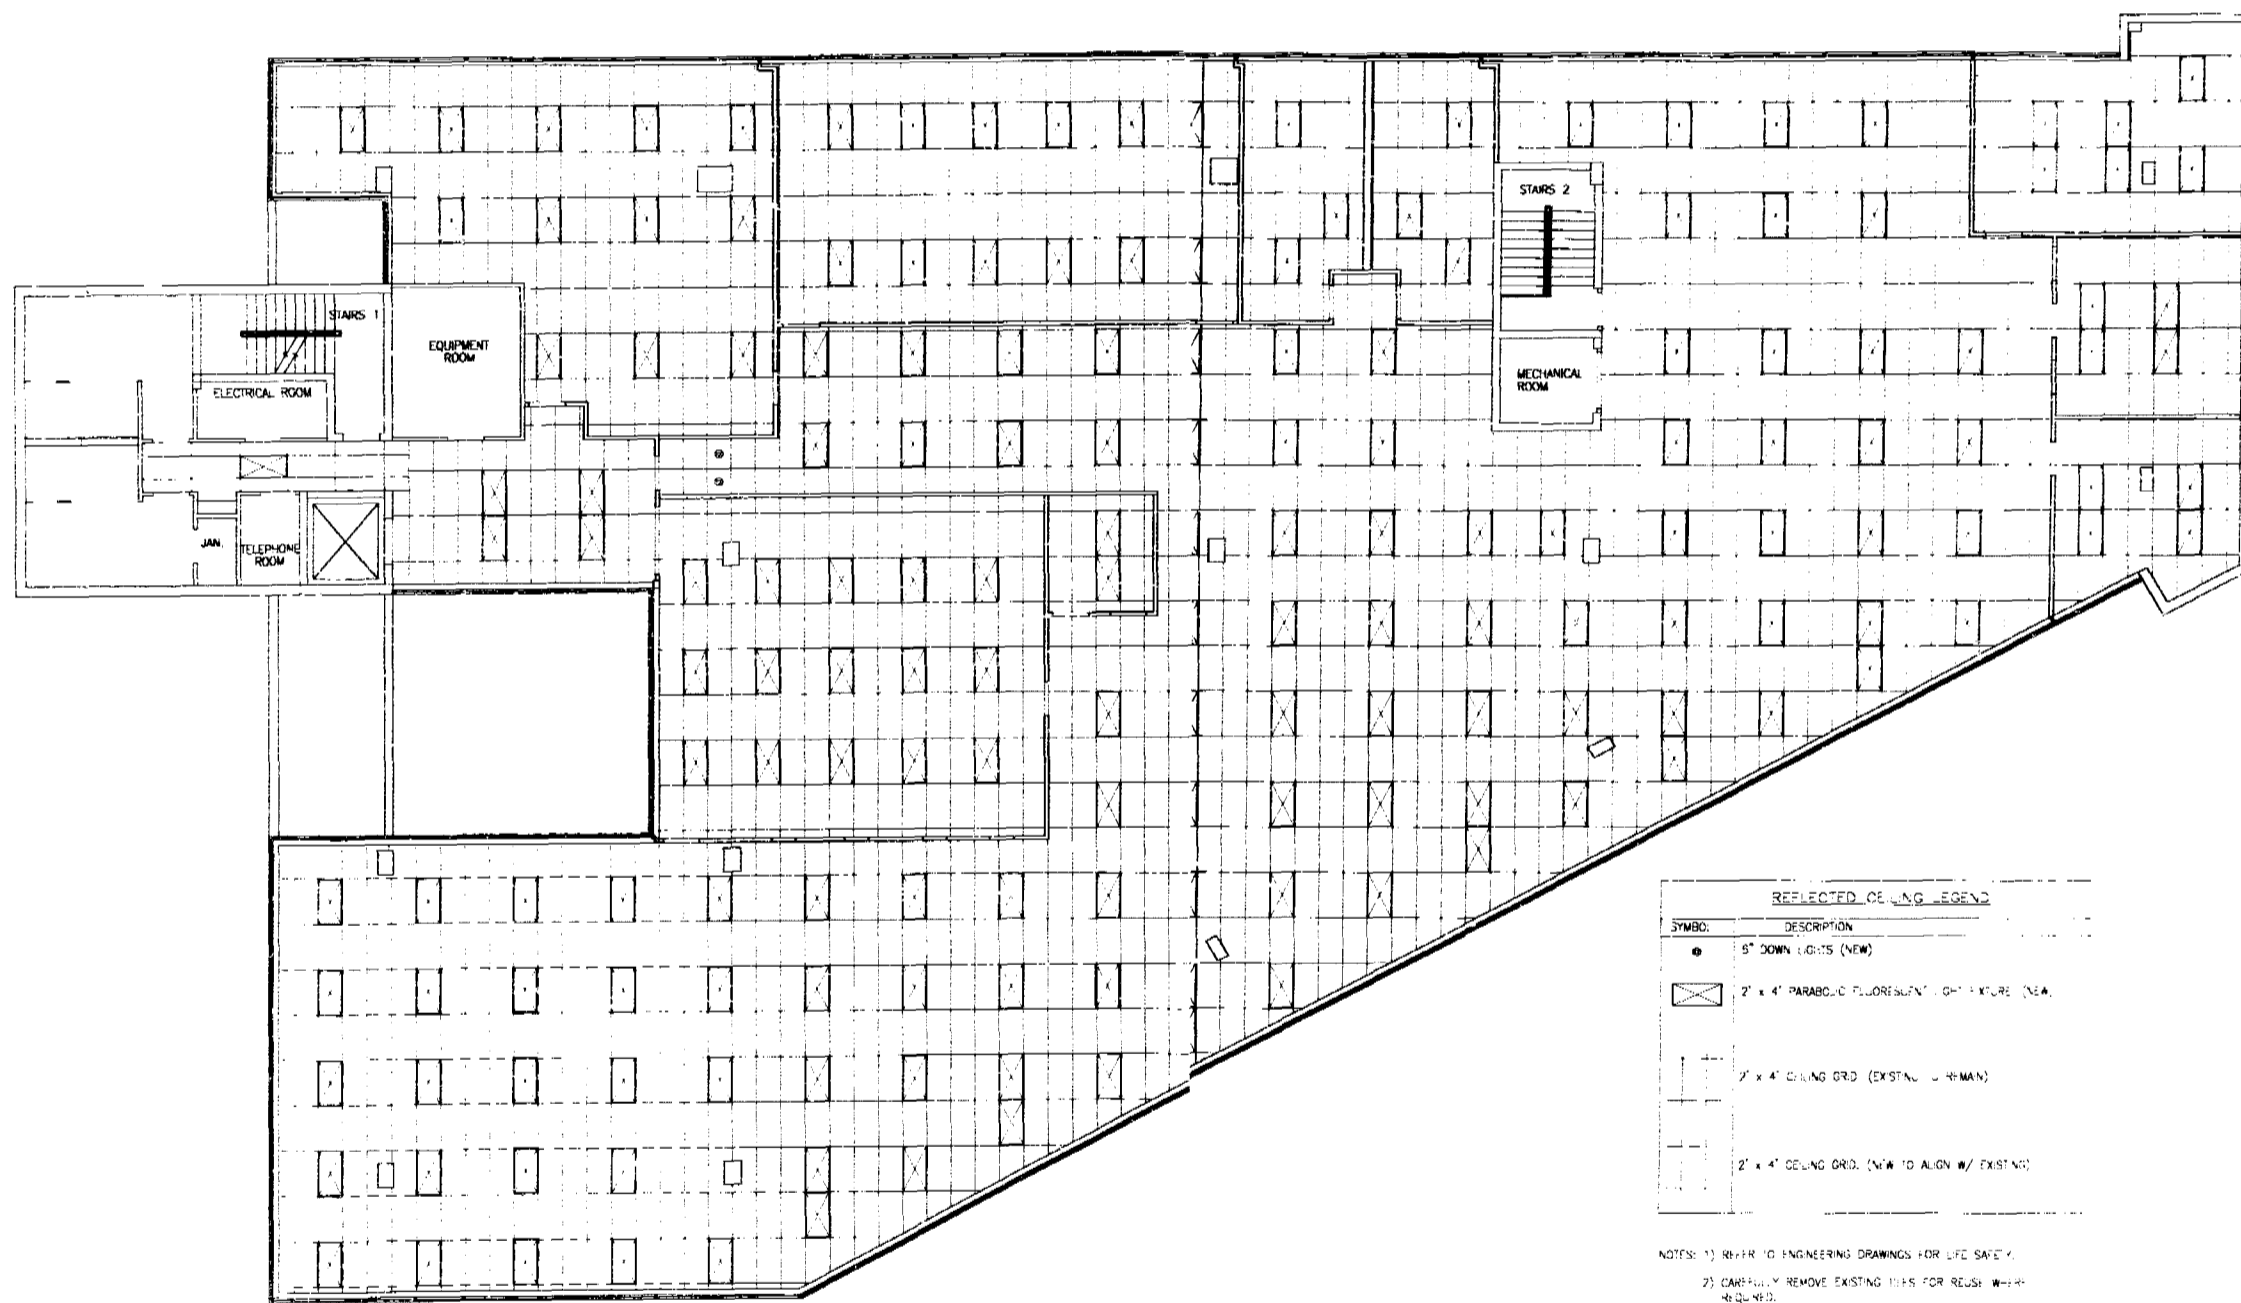 STAIRS 2
STAIRS 1
EQUIPMENT
ROOM
MECHANICAL
ROOM
ELECTRICAL ROOM
JAN.
TELEPHONE
ROOM
REFLECTED CEILING LEGEND
SYMBOL
DESCRIPTION
DOWN LIGHTS (NEW)
2' x 4' PARABOLIC FLUORESCENT LIGHT FIXTURE (NEW)
2' x 4' CEILING GRID (EXISTING TO REMAIN)
2' x 4' CEILING GRID. (NEW TO ALIGN W/ EXISTING)
NOTES: 1) REFER TO ENGINEERING DRAWINGS FOR LIFE SAFETY.
2) CAREFULLY REMOVE EXISTING TILES FOR REUSE WHERE
REQUIRED.